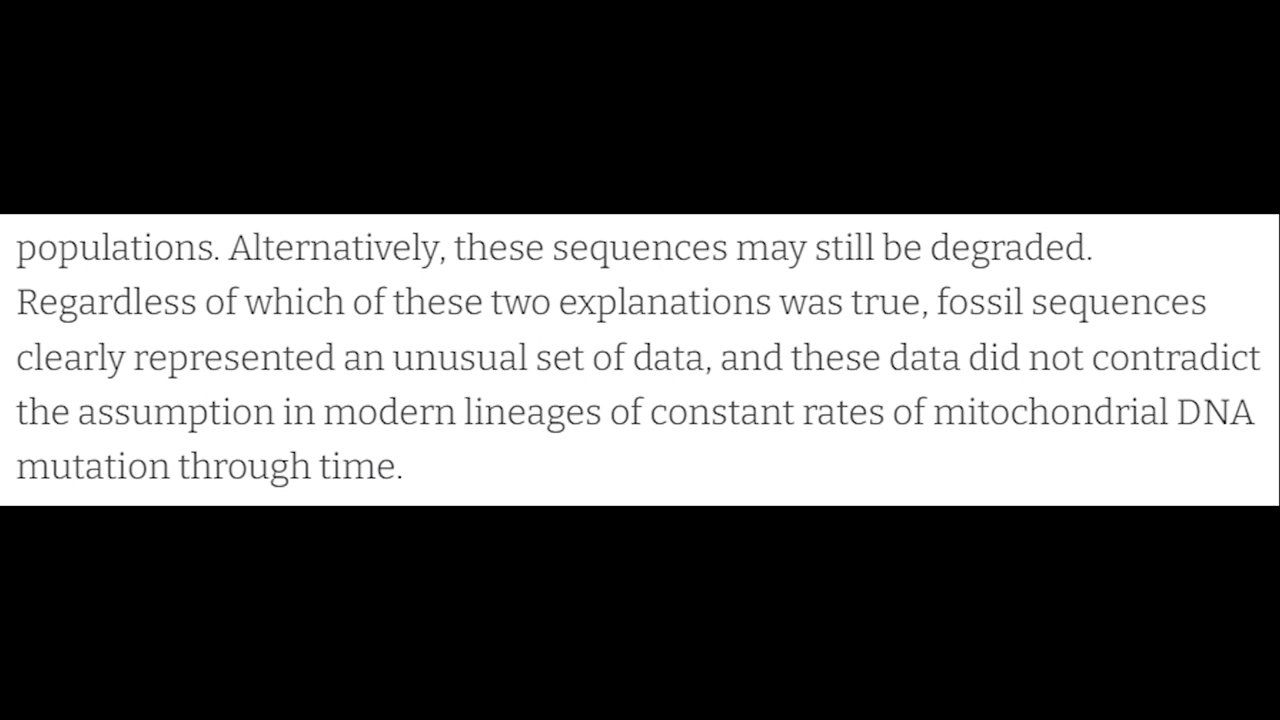 populations. Alternatively, these sequences may still be degraded.
Regardless of which of these two explanations was true, fossil sequences
clearly represented an unusual set of data, and these data did not contradict
the assumption in modern lineages of constant rates of mitochondrial DNA
mutation through time.